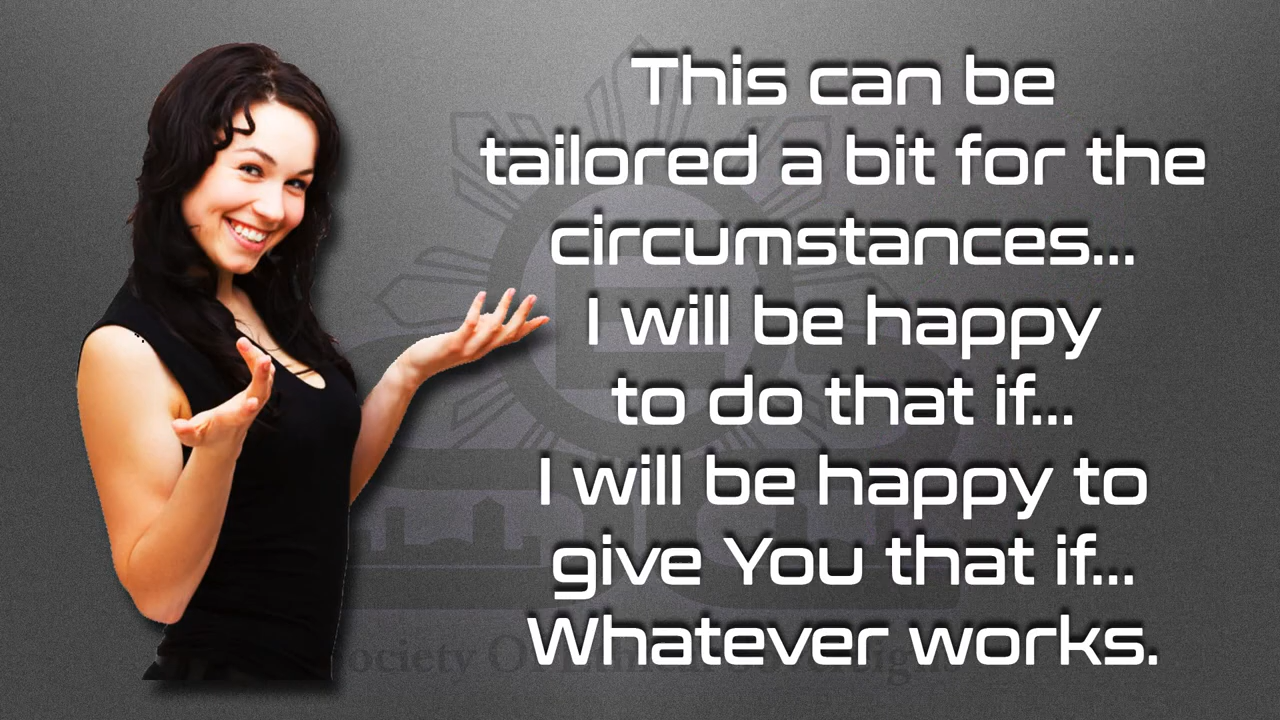 This can be
tailored a bit for the
circumstances...
I will be happy
to do that if...
I will be happy to
give You that if...
Whatever works.